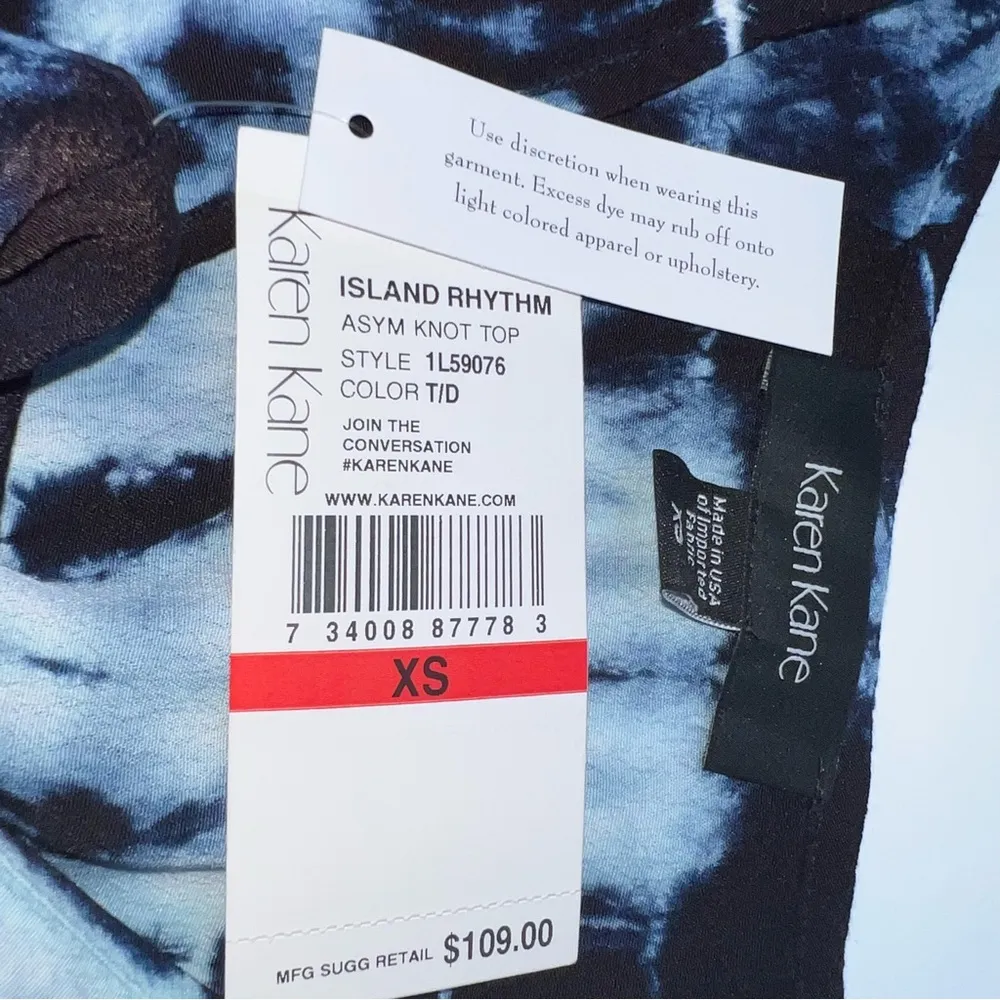 Use discretion when wearing this
garment. Excess dye may rub off onto
light colored apparel or upholstery.
Karen Kane
ISLAND RHYTHM
ASYM KNOT TOP
STYLE 1L59076
COLOR T/D
JOIN THE
CONVERSATION
#KARENKANE
WWW.KARENKANE.COM
7 34008 87778 3
XS
MFG SUGG RETAIL $109.00
Karen Kane
Made in USA
of Imported
Fabric
XS